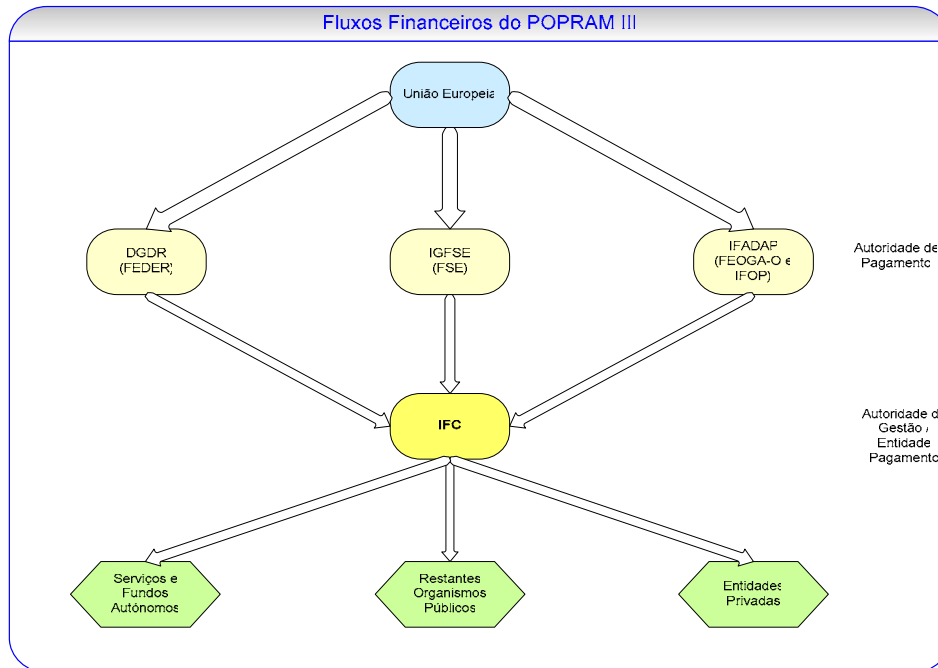 Fluxos Financeiros do POPRAM III
União Europeia
DGDR
(FEDER)
IGFSE
(FSE)
IFADAP
(FEOGA-O e
IFOP)
Autoridade de
Pagamento
IFC
Autoridade d
Gestão /
Entidade
Pagamento
Serviços e
Fundos
Autónomos
Restantes
Organismos
Públicos
Entidades
Privadas